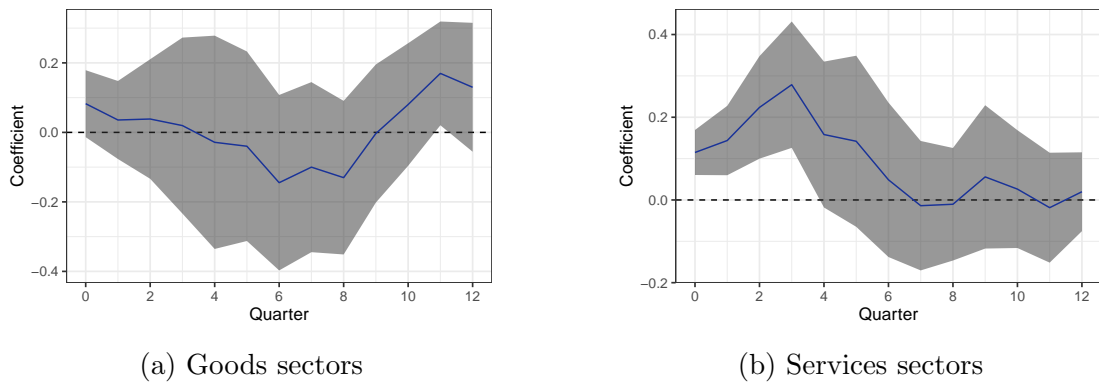 Coefficient
0.2
0.0
−0.2
−0.4
0 2 4 6 8 10 12
Quarter
(a) Goods sectors
Coefficient
0.4
0.2
0.0
−0.2
0 2 4 6 8 10 12
Quarter
(b) Services sectors